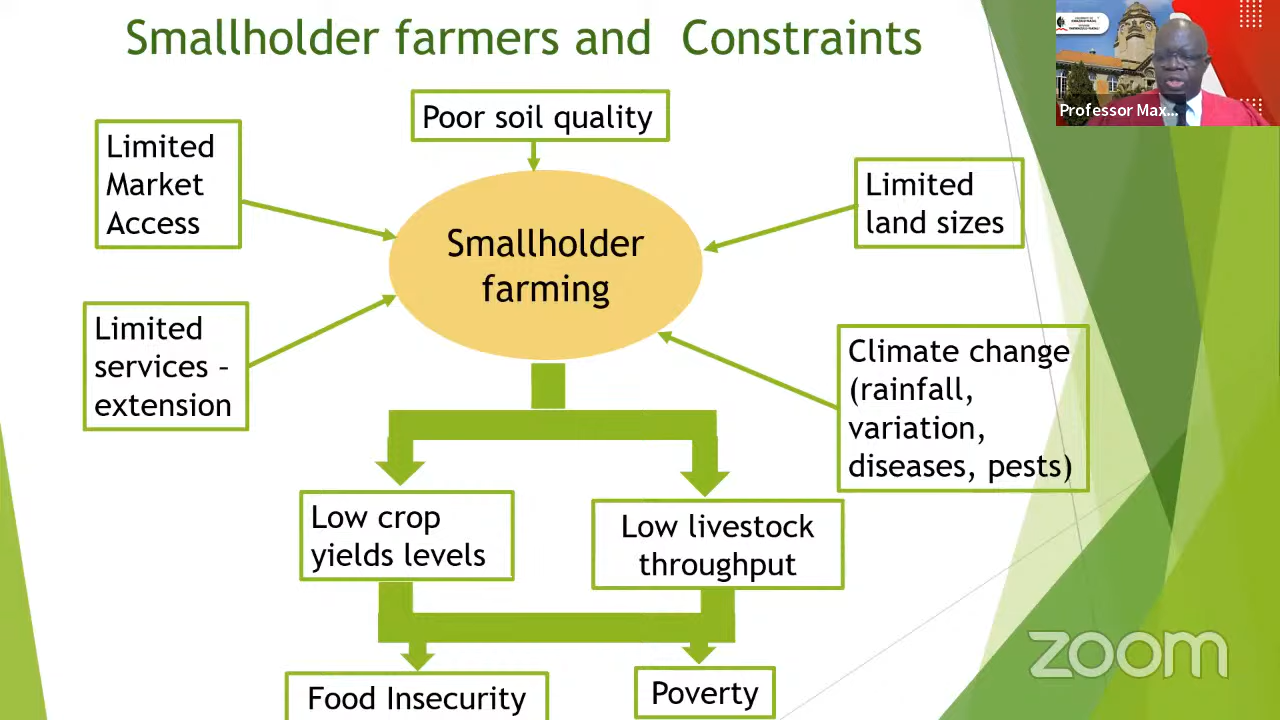 Smallholder farmers and Constraints
Professor Max...
Poor soil quality
Limited
Market
Access
Limited
land sizes
Smallholder
farming
Limited
services –
extension
Climate change
(rainfall,
variation,
diseases, pests)
Low crop
yields levels
Low livestock
throughput
Food Insecurity
Poverty
zoom